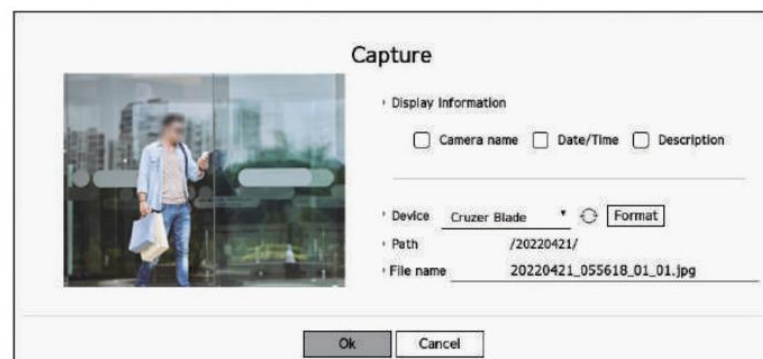 Capture
Display Information
Camera name Date/Time Description
Device Cruzer Blade Format
Path /20220421/
File name 20220421_055618_01_01.jpg
Ok Cancel